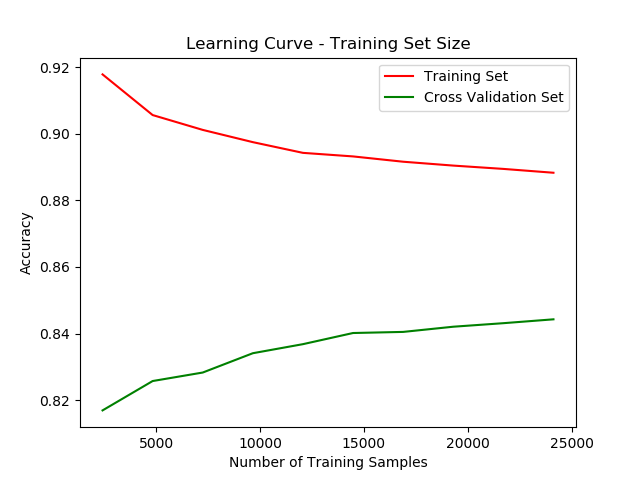 Learning Curve - Training Set Size
Training Set
Cross Validation Set
Accuracy
0.92
0.90
0.88
0.86
0.84
0.82
5000 10000 15000 20000 25000
Number of Training Samples